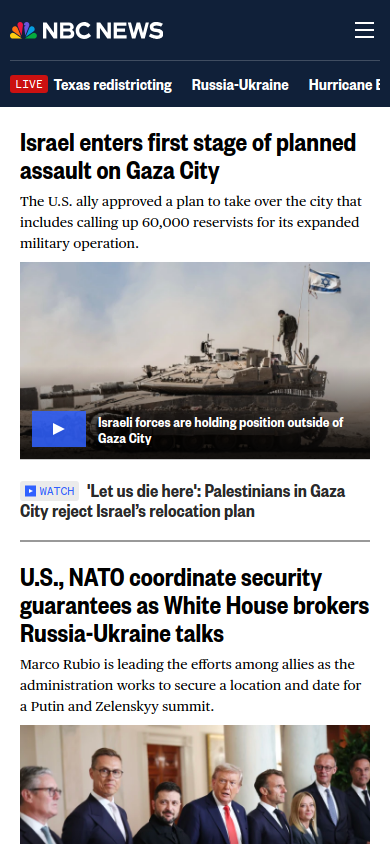 NBC NEWS
LIVE Texas redistricting Russia-Ukraine Hurricane
Israel enters first stage of planned
assault on Gaza City
The U.S. ally approved a plan to take over the city that
includes calling up 60,000 reservists for its expanded
military operation.
Israeli forces are holding position outside of
Gaza City
WATCH 'Let us die here': Palestinians in Gaza
City reject Israel’s relocation plan
U.S., NATO coordinate security
guarantees as White House brokers
Russia-Ukraine talks
Marco Rubio is leading the efforts among allies as the
administration works to secure a location and date for
a Putin and Zelenskyy summit.